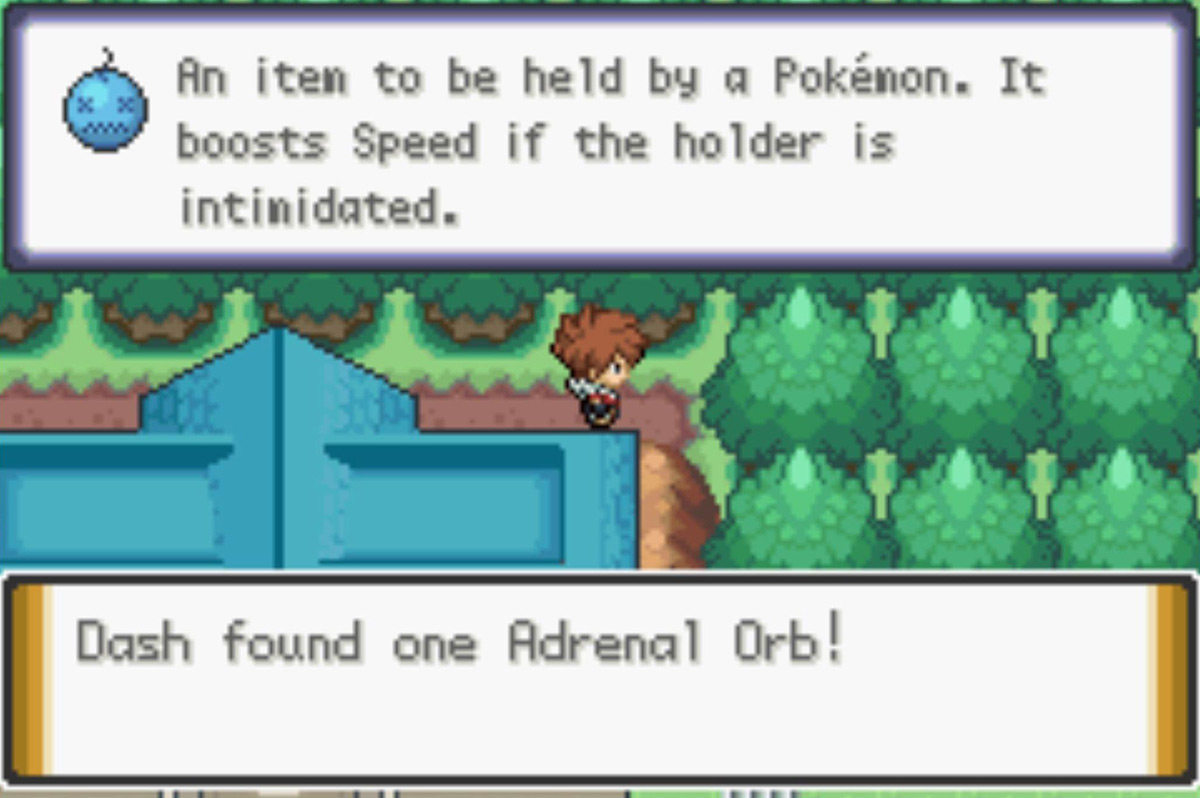 An item to be held by a Pokémon. It
boosts Speed if the holder is
intimidated.
Dash found one Adrenal Orb!